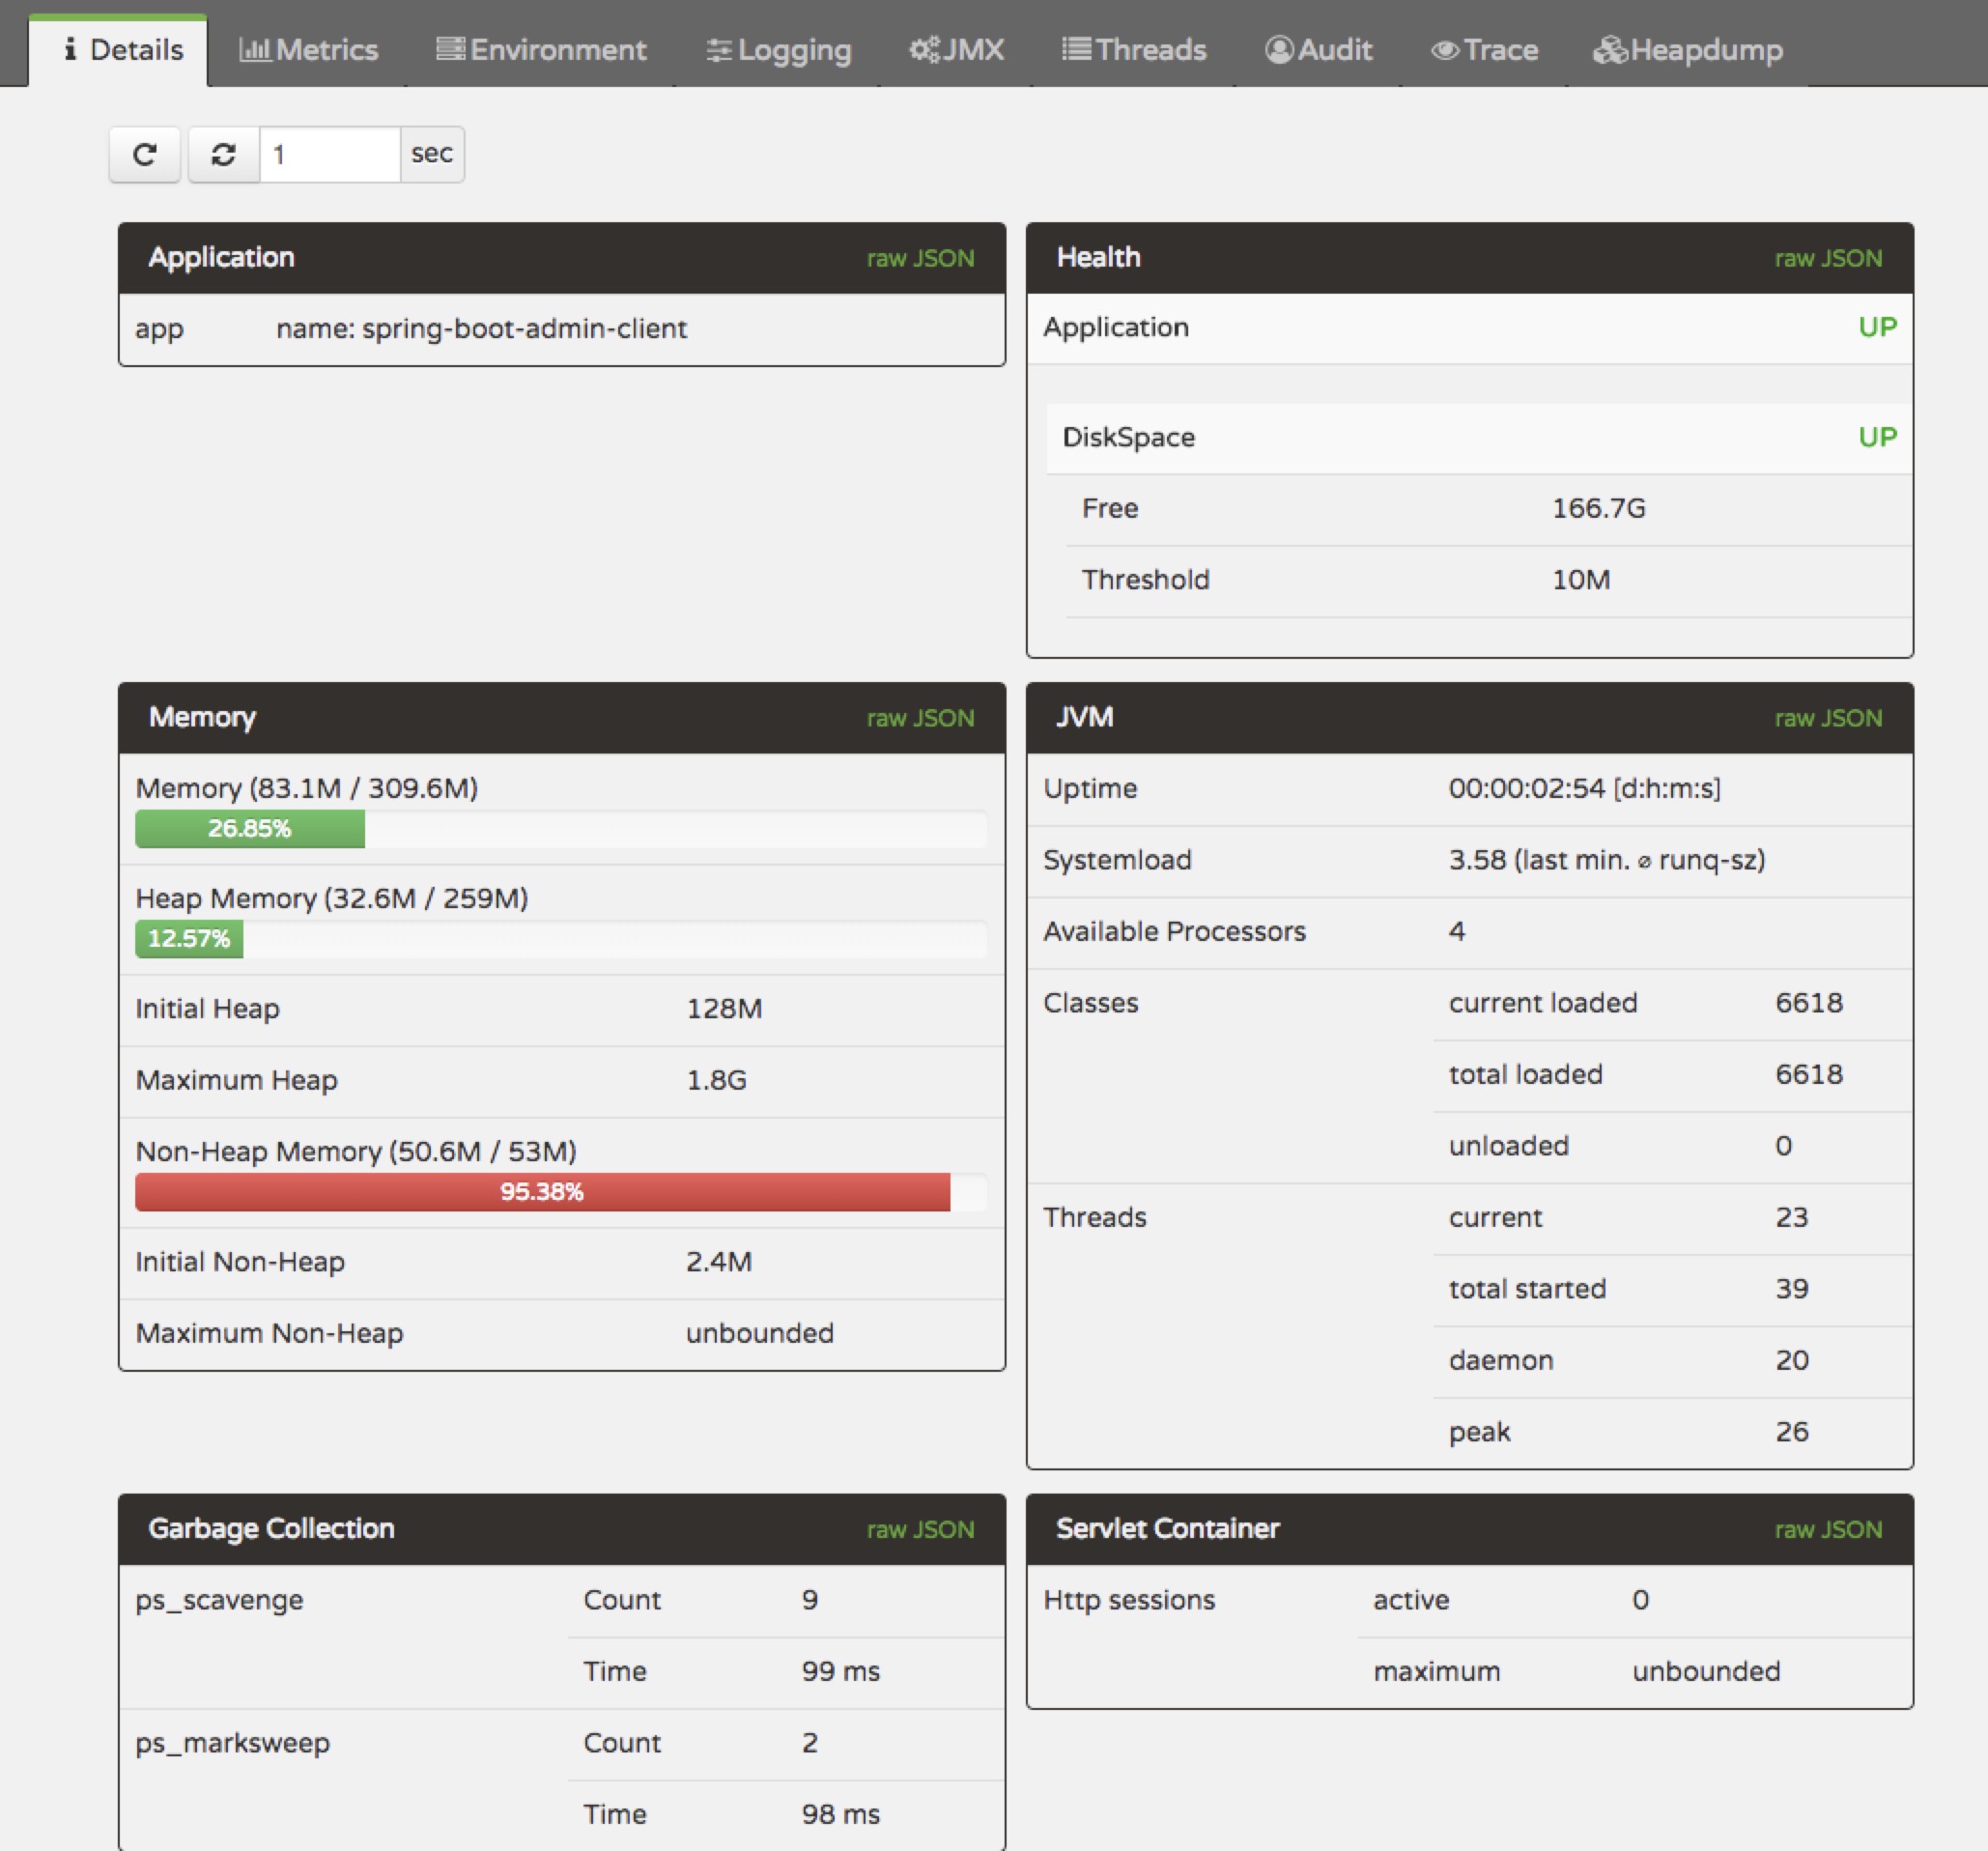 Details Metrics Environment Logging JMX Threads Audit Trace Heapdump
1 sec
Application raw JSON
app name: spring-boot-admin-client
Health raw JSON
Application UP
DiskSpace UP
Free 166.7G
Threshold 10M
Memory raw JSON
Memory (83.1M / 309.6M)
26.85%
Heap Memory (32.6M / 259M)
12.57%
Initial Heap 128M
Maximum Heap 1.8G
Non-Heap Memory (50.6M / 53M)
95.38%
Initial Non-Heap 2.4M
Maximum Non-Heap unbounded
JVM raw JSON
Uptime 00:00:02:54 [d:h:m:s]
Systemload 3.58 (last min. ⌀ runq-sz)
Available Processors 4
Classes current loaded 6618
total loaded 6618
unloaded 0
Threads current 23
total started 39
daemon 20
peak 26
Garbage Collection raw JSON
ps_scavenge Count 9
Time 99 ms
ps_marksweep Count 2
Time 98 ms
Servlet Container raw JSON
Http sessions active 0
maximum unbounded